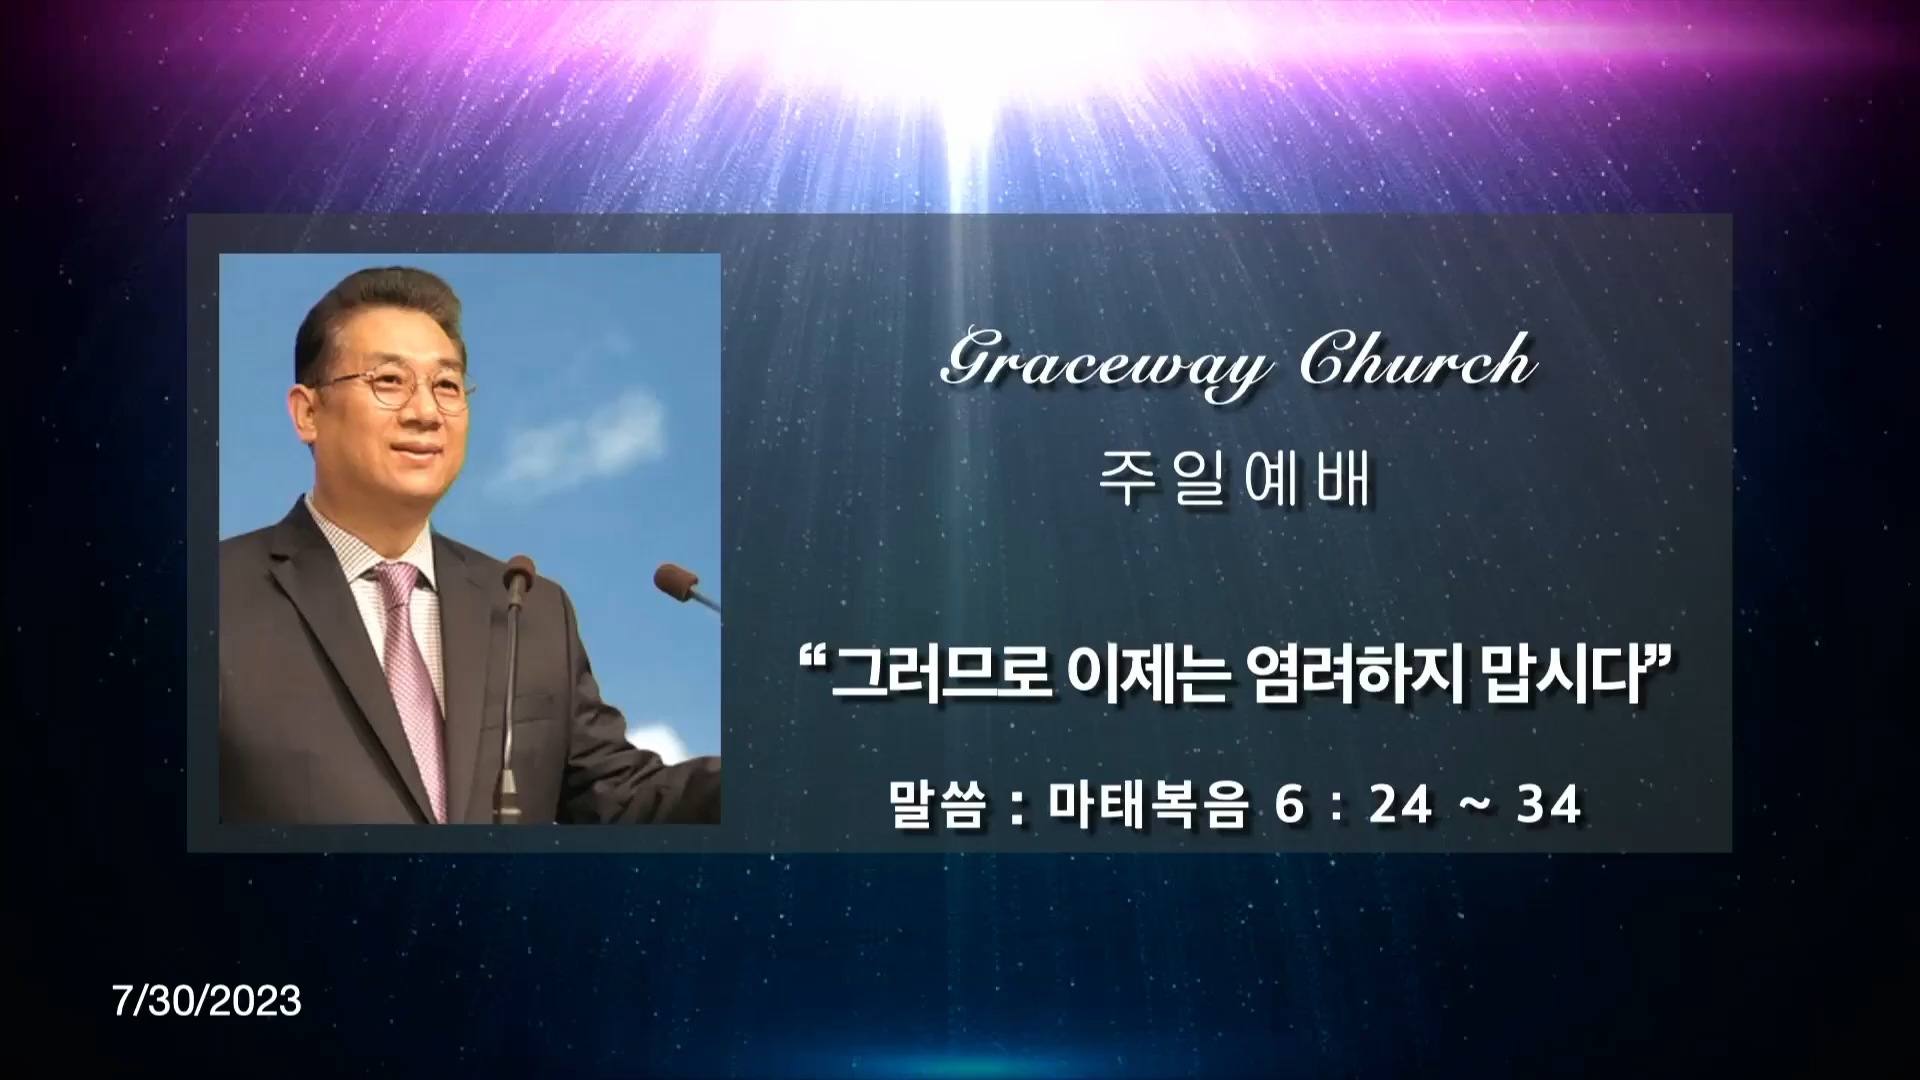 Graceway Church
주일예배
“그러므로 이제는 염려하지 맙시다”
말씀 : 마태복음 6 : 24 ~ 34
7/30/2023